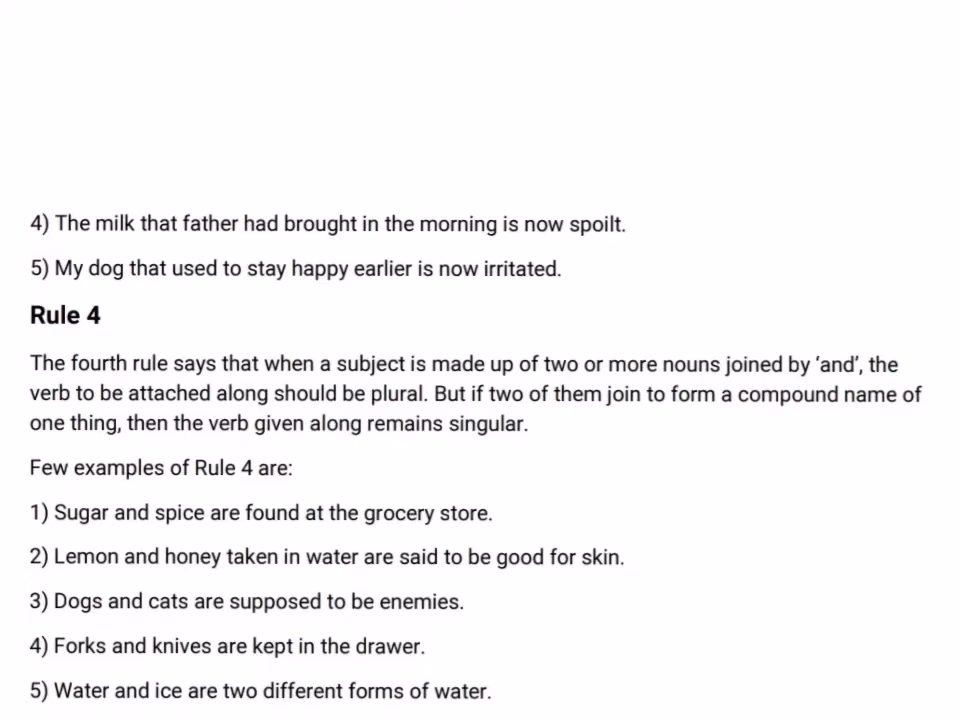 4) The milk that father had brought in the morning is now spoilt.
5) My dog that used to stay happy earlier is now irritated.
Rule 4
The fourth rule says that when a subject is made up of two or more nouns joined by ‘and’, the
verb to be attached along should be plural. But if two of them join to form a compound name of
one thing, then the verb given along remains singular.
Few examples of Rule 4 are:
1) Sugar and spice are found at the grocery store.
2) Lemon and honey taken in water are said to be good for skin.
3) Dogs and cats are supposed to be enemies.
4) Forks and knives are kept in the drawer.
5) Water and ice are two different forms of water.